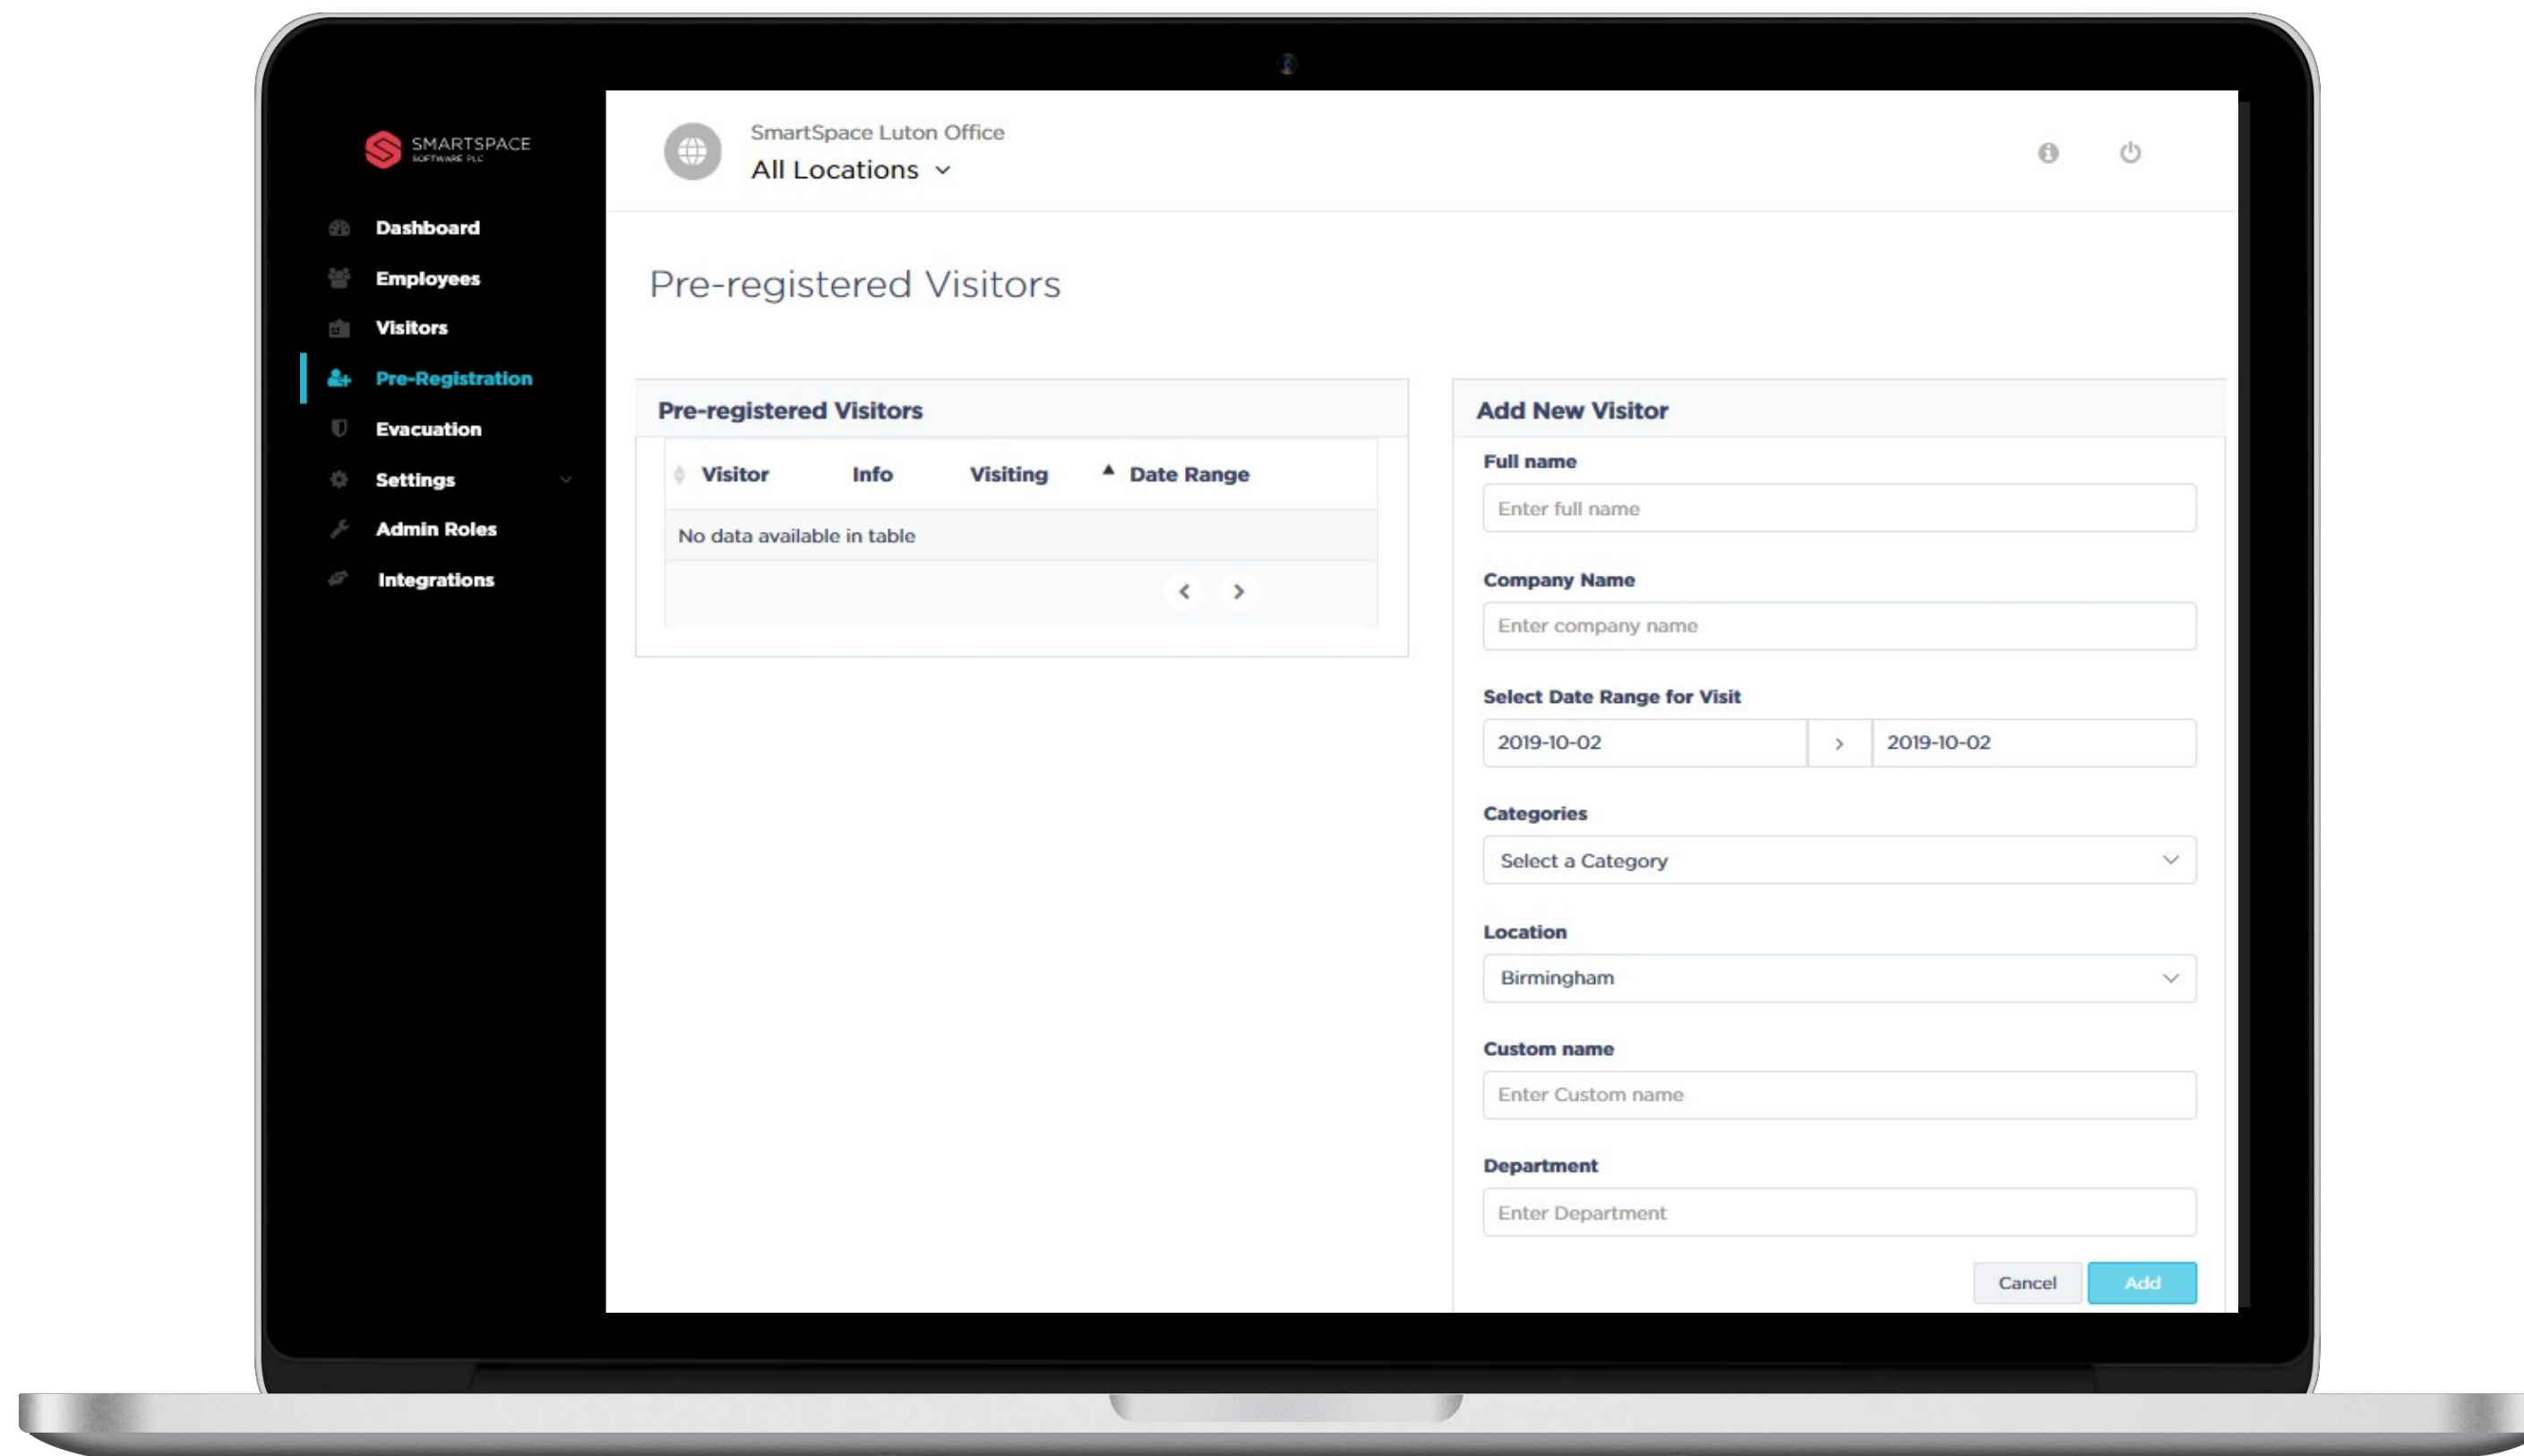 SMARTSPACE
SOFTWARE PLC
Dashboard
Employees
Visitors
Pre-Registration
Evacuation
Settings
Admin Roles
Integrations
SmartSpace Luton Office
All Locations
Pre-registered Visitors
Pre-registered Visitors
Visitor Info Visiting Date Range
No data available in table
Add New Visitor
Full name
Enter full name
Company Name
Enter company name
Select Date Range for Visit
2019-10-02 > 2019-10-02
Categories
Select a Category
Location
Birmingham
Custom name
Enter Custom name
Department
Enter Department
Cancel Add